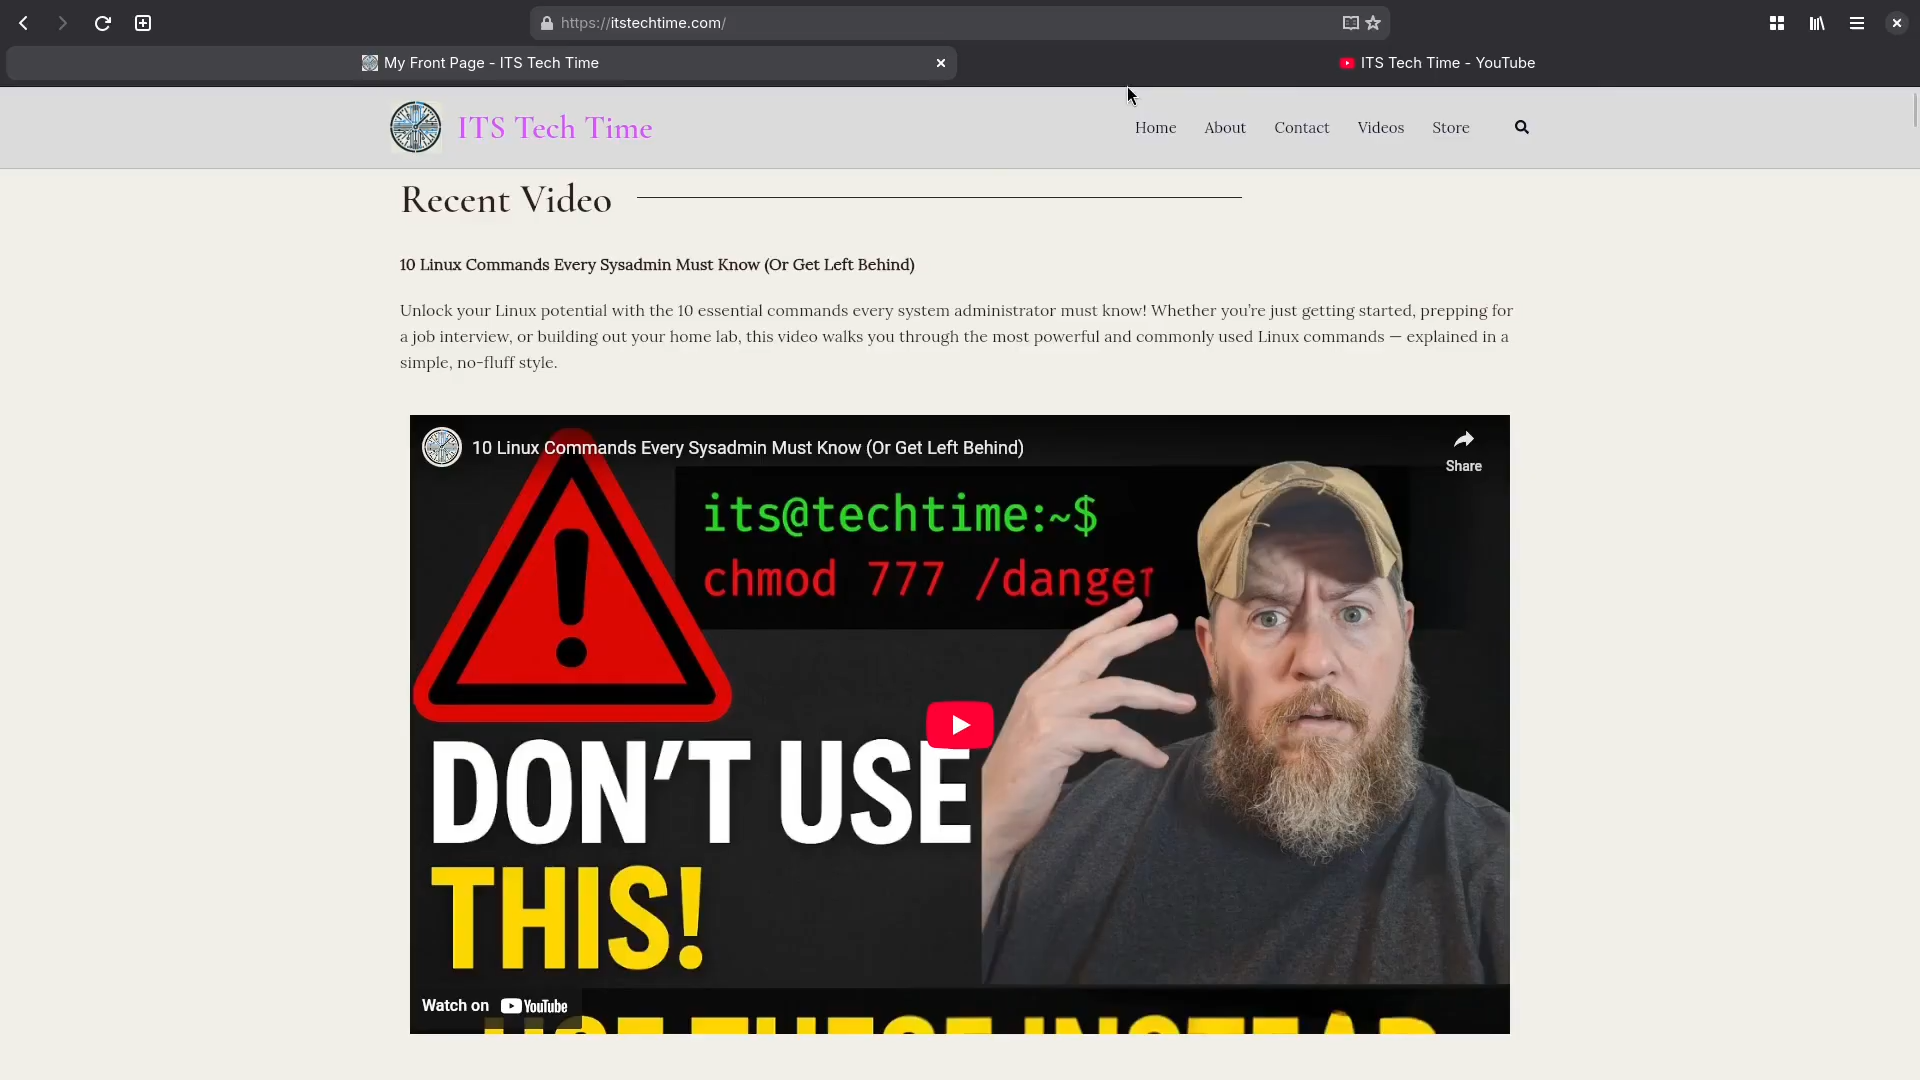 https://itstechtime.com/
My Front Page - ITS Tech Time
ITS Tech Time - YouTube
ITS Tech Time
Home
About
Contact
Videos
Store
Recent Video
10 Linux Commands Every Sysadmin Must Know (Or Get Left Behind)
Unlock your Linux potential with the 10 essential commands every system administrator must know! Whether you’re just getting started, prepping for
a job interview, or building out your home lab, this video walks you through the most powerful and commonly used Linux commands — explained in a
simple, no-fluff style.
10 Linux Commands Every Sysadmin Must Know (Or Get Left Behind)
Share
its@techtime:~$
chmod 777 /danger
DON’T USE
THIS!
Watch on YouTube
USE THESE INSTEAD